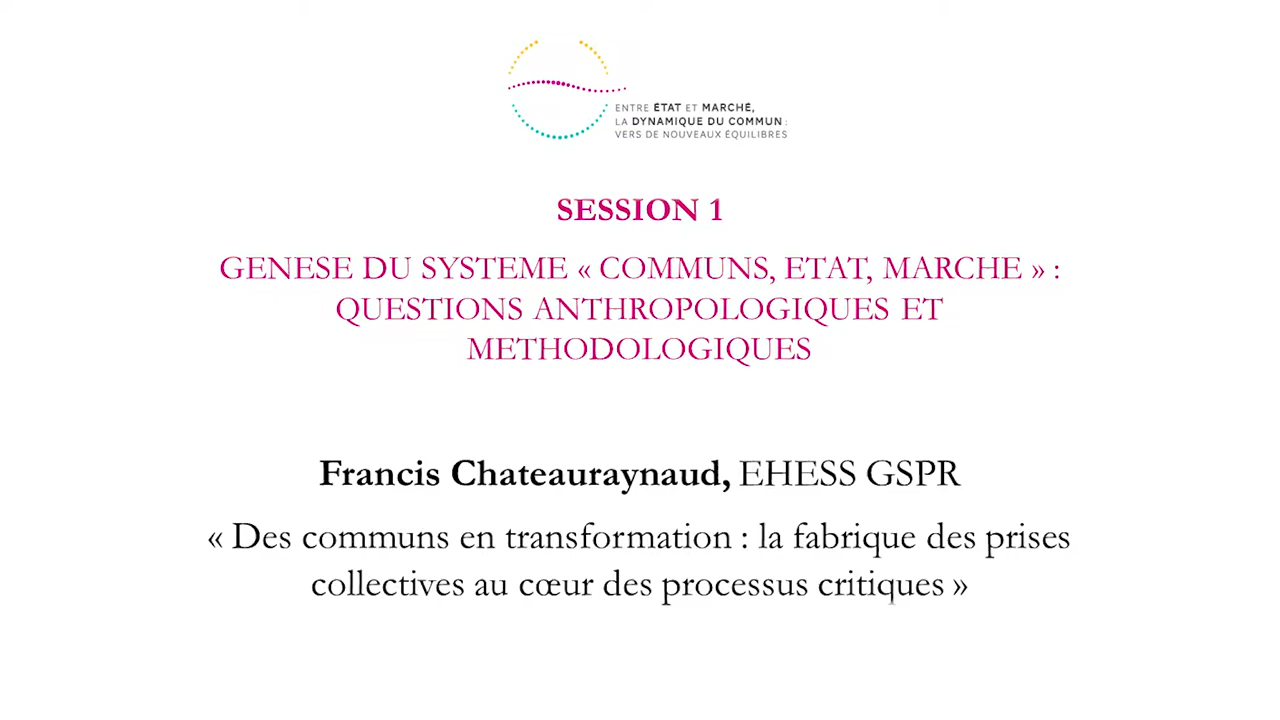 ENTRE ÉTAT ET MARCHÉ,
LA DYNAMIQUE DU COMMUN :
VERS DE NOUVEAUX ÉQUILIBRES
SESSION 1
GENESE DU SYSTEME « COMMUNS, ETAT, MARCHE » :
QUESTIONS ANTHROPOLOGIQUES ET
METHODOLOGIQUES
Francis Chateauraynaud, EHESS GSPR
« Des communs en transformation : la fabrique des prises
collectives au cœur des processus critiques »